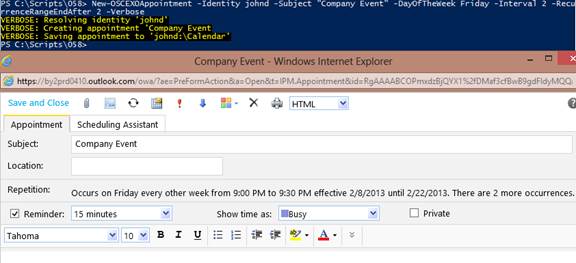 PS C:\Scripts\058> New-OSCEXOAppointment -Identity johnd -Subject "Company Event" -DayOfTheWeek Friday -Interval 2 -Recu
rrenceRangeEndAfter 2 -Verbose
VERBOSE: Resolving identity 'johnd'
VERBOSE: Creating appointment 'Company Event'
VERBOSE: Saving appointment to 'johnd:\Calendar'
PS C:\Scripts\058>
Company Event - Windows Internet Explorer
https://by2prd0410.outlook.com/owa/?ae=PreFormAction&a=Open&t=IPM.Appointment&id=
Save and Close HTML
Appointment Scheduling Assistant
Subject: Company Event
Location:
Repetition: Occurs on Friday every other week from 9:00 PM to 9:30 PM effective 2/8/2013 until 2/22/2013. There are 2 more occurrences.
Reminder: 15 minutes Show time as: Busy Private
Tahoma 10 B I U A